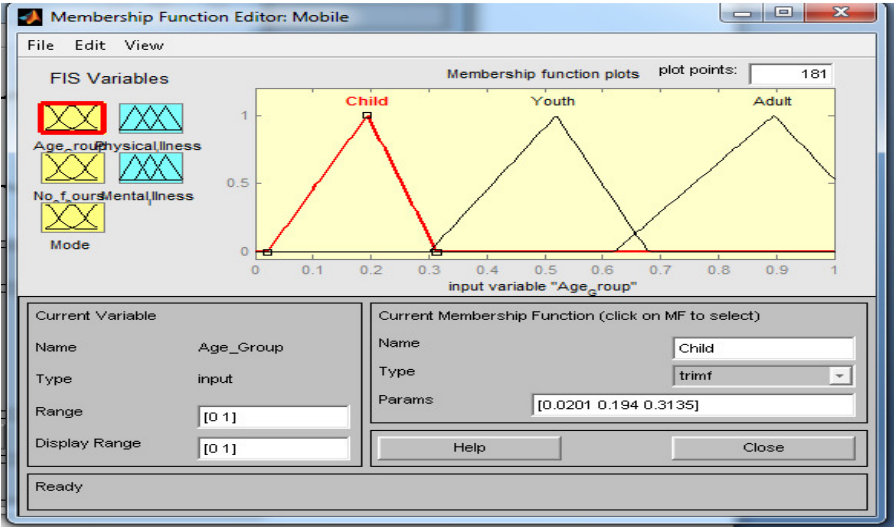 Membership Function Editor: Mobile
File Edit View
FIS Variables
Membership function plots plot points: 181
Child Youth Adult
1
0.5
0
0 0.1 0.2 0.3 0.4 0.5 0.6 0.7 0.8 0.9 1
input variable "Age_Group"
Age_roup Physical_Ilness
No_f_ours Mental_Ilness
Mode
Current Variable
Name Age_Group
Type input
Range [0 1]
Display Range [0 1]
Current Membership Function (click on MF to select)
Name Child
Type trimf
Params [0.0201 0.194 0.3135]
Help Close
Ready